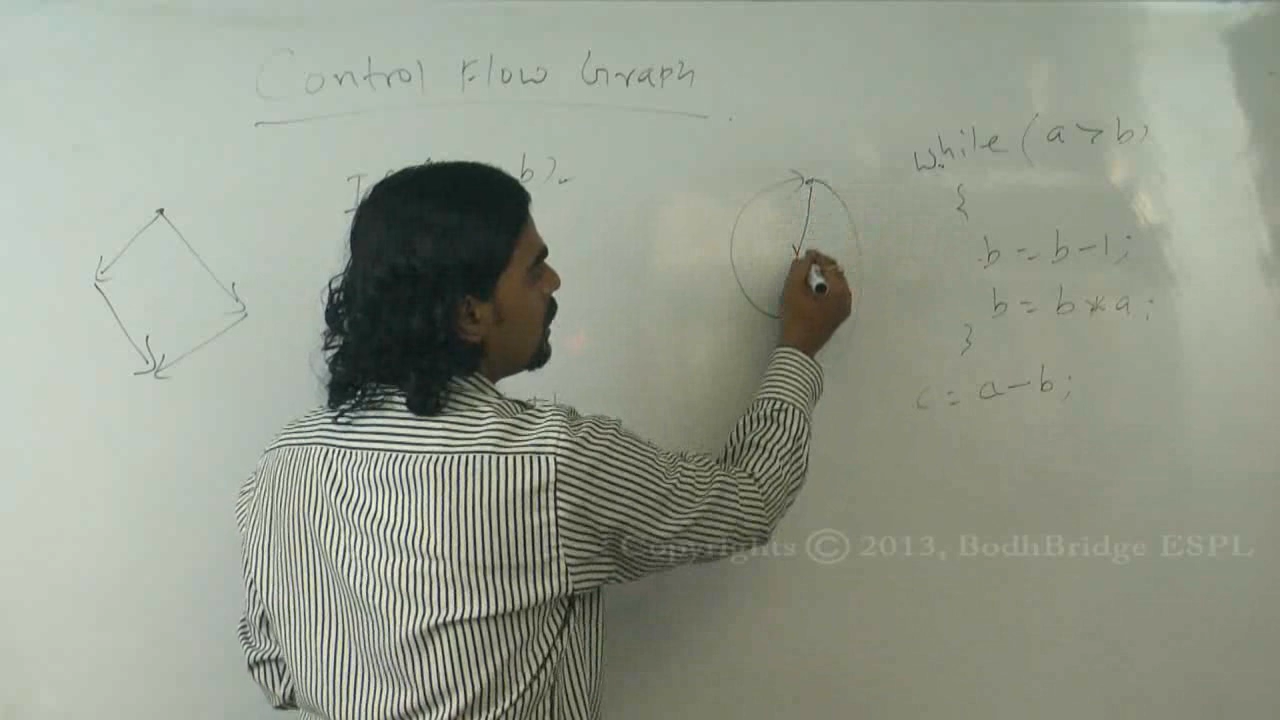 Control Flow Graph
b)
while (a > b)
{
b = b - 1;
b = b * a;
}
c = a - b;
Copyrights © 2013, BodhBridge ESPL